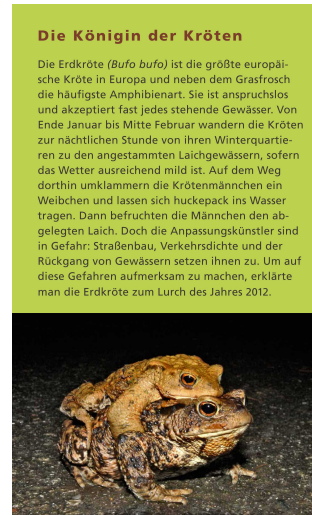 Die Königin der Kröten
Die Erdkröte (Bufo bufo) ist die größte europäi-
sche Kröte in Europa und neben dem Grasfrosch
die häufigste Amphibienart. Sie ist anspruchslos
und akzeptiert fast jedes stehende Gewässer. Von
Ende Januar bis Mitte Februar wandern die Kröten
zur nächtlichen Stunde von ihren Winterquartie-
ren zu den angestammten Laichgewässern, sofern
das Wetter ausreichend mild ist. Auf dem Weg
dorthin umklammern die Krötenmännchen ein
Weibchen und lassen sich huckepack ins Wasser
tragen. Dann befruchten die Männchen den ab-
gelegten Laich. Doch die Anpassungskünstler sind
in Gefahr: Straßenbau, Verkehrsdichte und der
Rückgang von Gewässern setzen ihnen zu. Um auf
diese Gefahren aufmerksam zu machen, erklärte
man die Erdkröte zum Lurch des Jahres 2012.